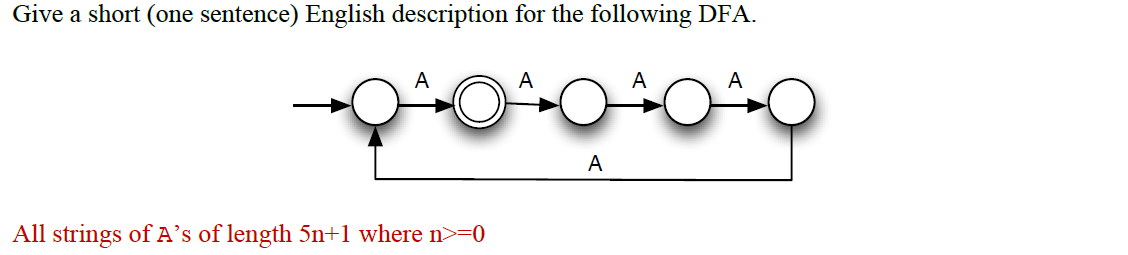 Give a short (one sentence) English description for the following DFA.
A A A A
A
All strings of A’s of length 5n+1 where n>=0